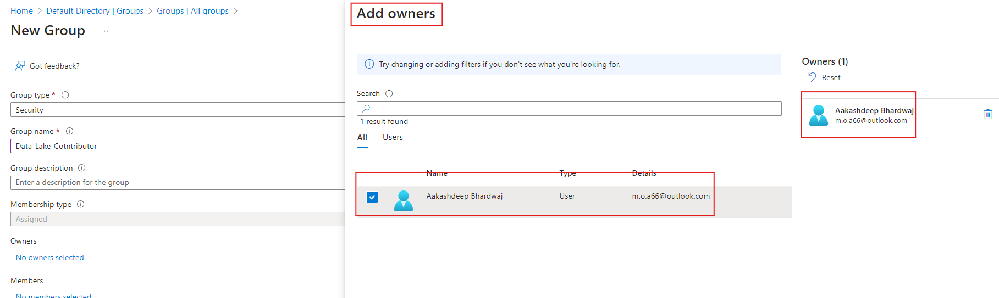 Home > Default Directory | Groups > Groups | All groups >
New Group ...
Got feedback?
Group type *
Security
Group name *
Data-Lake-Cotntributor
Group description
Enter a description for the group
Membership type
Assigned
Owners
No owners selected
Members
No members selected
Add owners
Try changing or adding filters if you don't see what you're looking for.
Search
1 result found
All Users
Name Type Details
Aakashdeep Bhardwaj User m.o.a66@outlook.com
Owners (1)
Reset
Aakashdeep Bhardwaj
m.o.a66@outlook.com